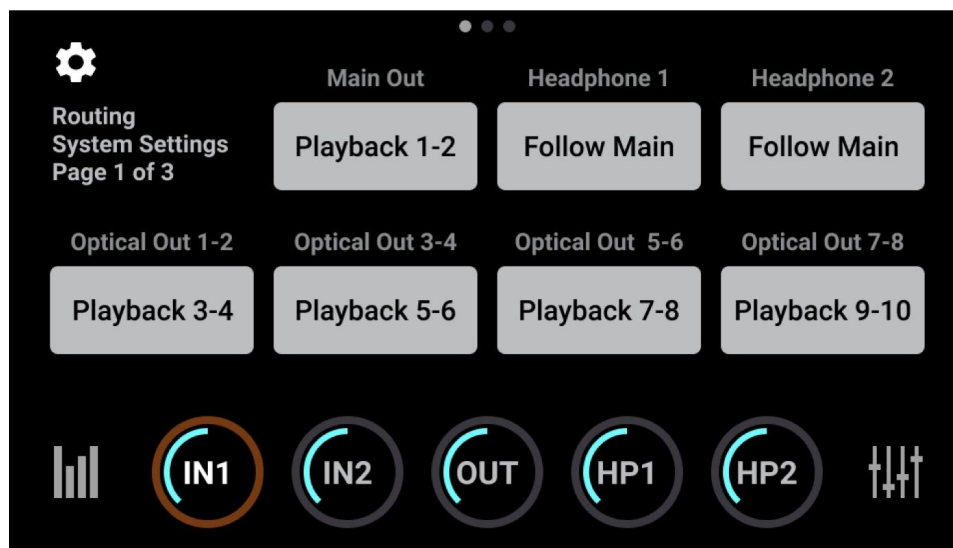 Routing
System Settings
Page 1 of 3
Main Out
Headphone 1
Headphone 2
Playback 1-2
Follow Main
Follow Main
Optical Out 1-2
Optical Out 3-4
Optical Out  5-6
Optical Out 7-8
Playback 3-4
Playback 5-6
Playback 7-8
Playback 9-10
IN1
IN2
OUT
HP1
HP2